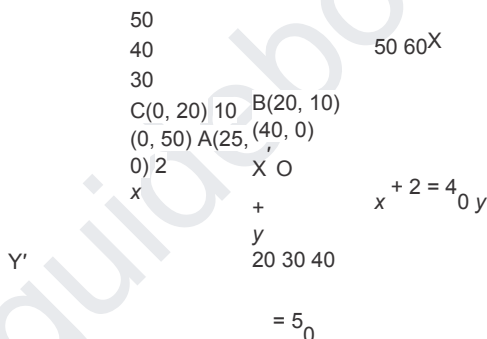 50
40
30
C(0, 20) 10
(0, 50) A(25,
0) 2
x
B(20, 10)
(40, 0)
X′ O
+
y
20 30 40
= 50
50 60X
x + 2 = 40 y
Y′